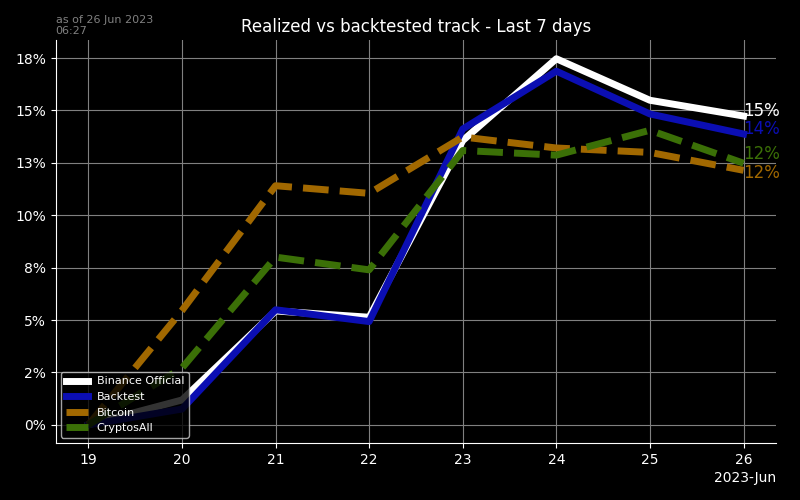 as of 26 Jun 2023
06:27
Realized vs backtested track - Last 7 days
18%
15%
13%
10%
8%
5%
2%
0%
15%
14%
12%
12%
Binance Official
Backtest
Bitcoin
CryptosAll
19 20 21 22 23 24 25 26
2023-Jun